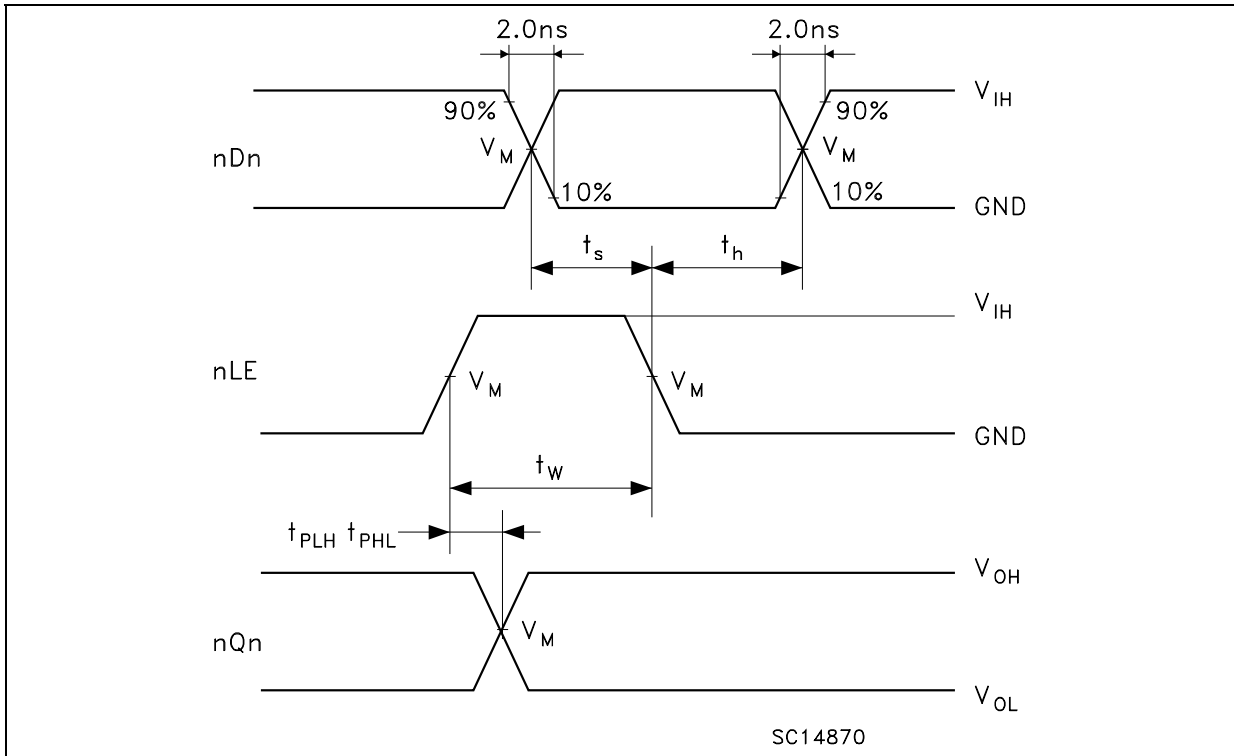 2.0ns 2.0ns
V_IH
90% 90%
nDn V_M V_M
10% 10%
GND
t_s t_h
V_IH
nLE V_M V_M
GND
t_W
t_PLH t_PHL
V_OH
nQn V_M
V_OL
SC14870